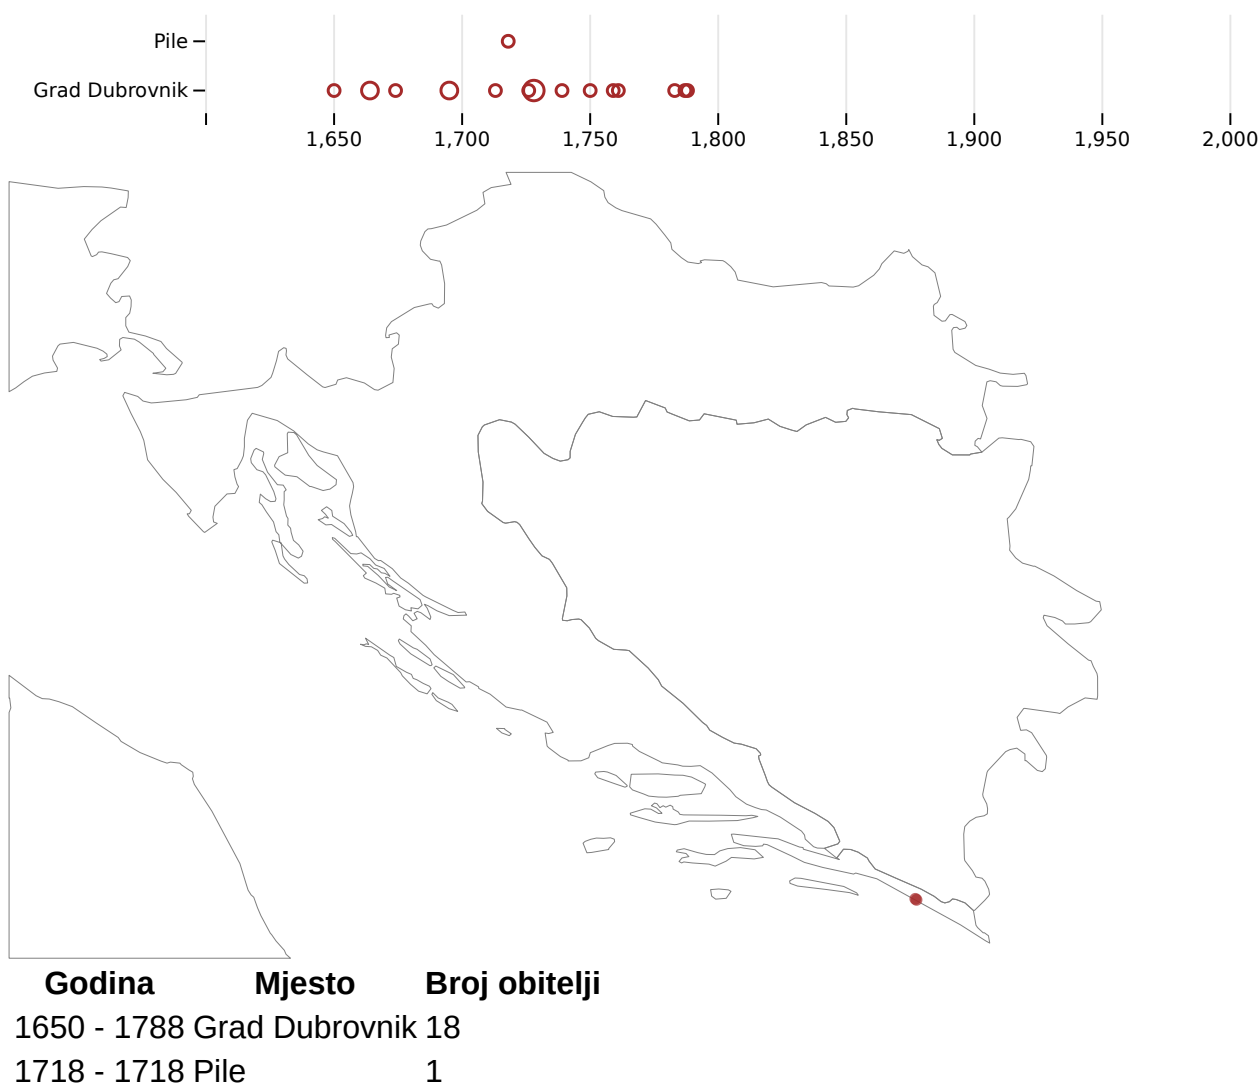 Pile
Grad Dubrovnik
1,650 1,700 1,750 1,800 1,850 1,900 1,950 2,000
Godina Mjesto Broj obitelji
1650 - 1788 Grad Dubrovnik 18
1718 - 1718 Pile 1